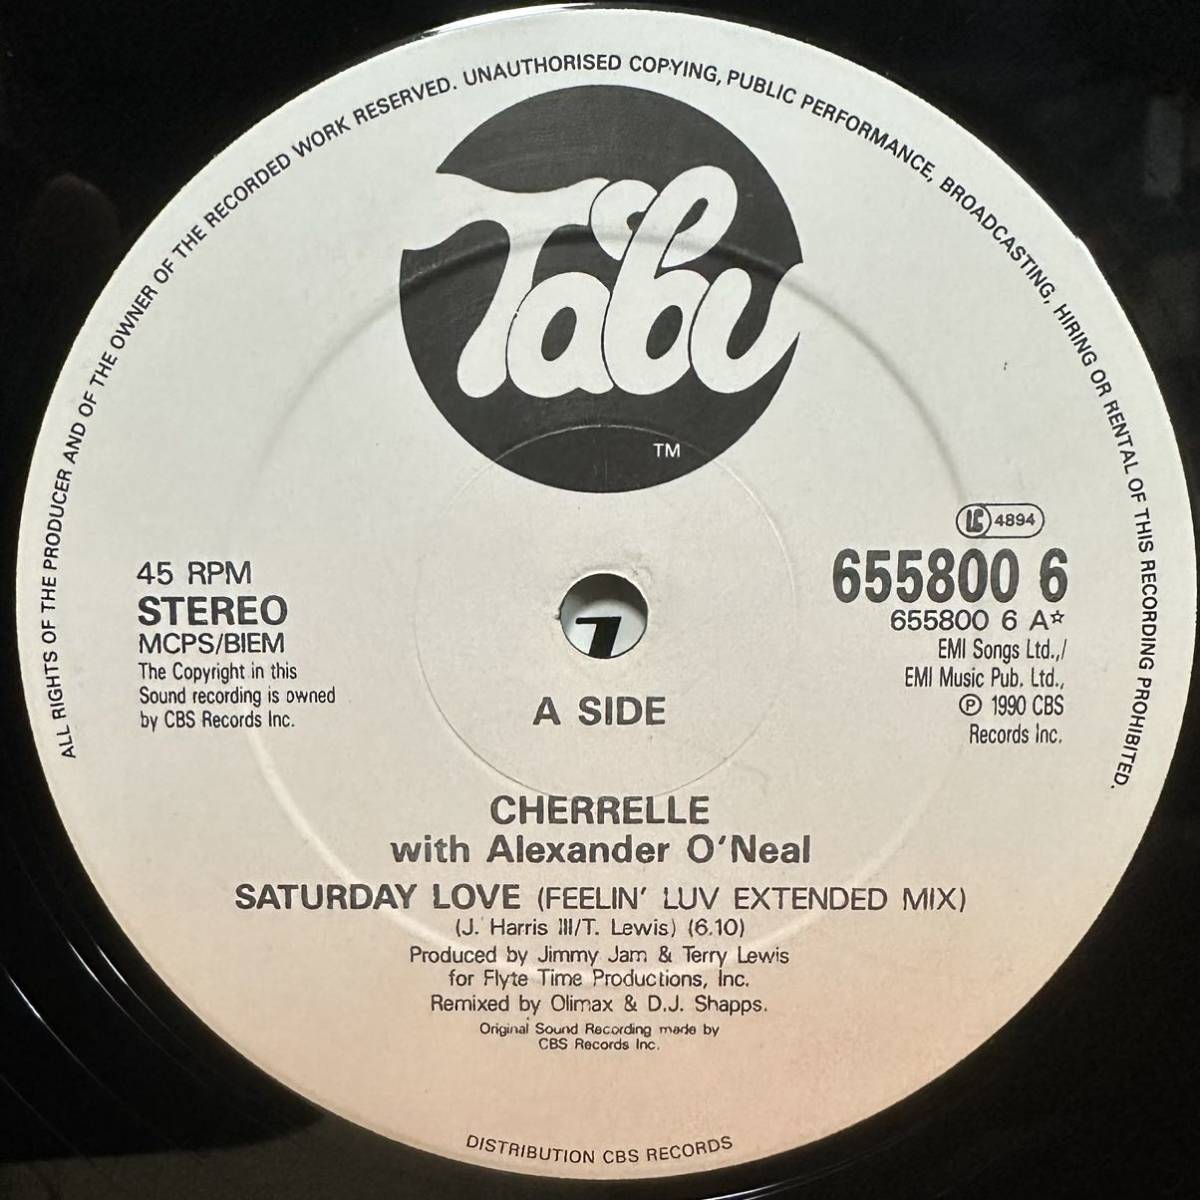 ALL RIGHTS OF THE PRODUCER AND OF THE OWNER OF THE RECORDED WORK RESERVED. UNAUTHORISED COPYING, PUBLIC PERFORMANCE, BROADCASTING, HIRING OR RENTAL OF THIS RECORDING PROHIBITED.
Tabu
TM
LC 4894
45 RPM
STEREO
MCPS/BIEM
The Copyright in this
Sound recording is owned
by CBS Records Inc.
655800 6
655800 6 A☆
EMI Songs Ltd.,/
EMI Music Pub. Ltd.,
℗ 1990 CBS
Records Inc.
A SIDE
CHERRELLE
with Alexander O'Neal
SATURDAY LOVE (FEELIN' LUV EXTENDED MIX)
(J. Harris III/T. Lewis) (6.10)
Produced by Jimmy Jam & Terry Lewis
for Flyte Time Productions, Inc.
Remixed by Olimax & D.J. Shapps.
Original Sound Recording made by
CBS Records Inc.
DISTRIBUTION CBS RECORDS